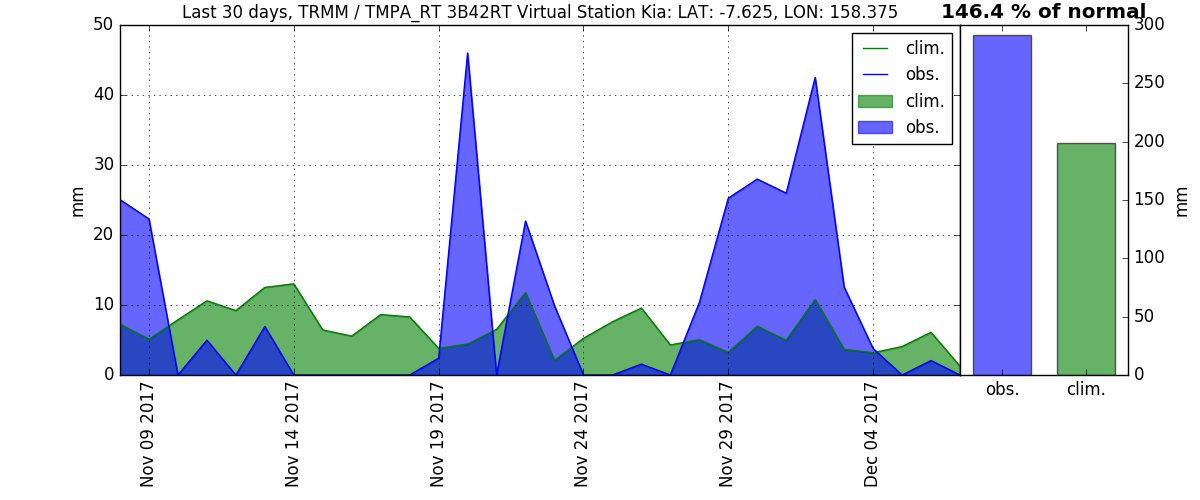 Last 30 days, TRMM / TMPA_RT 3B42RT Virtual Station Kia: LAT: -7.625, LON: 158.375
146.4 % of normal
50
40
30
20
10
0
mm
clim.
obs.
clim.
obs.
Nov 09 2017
Nov 14 2017
Nov 19 2017
Nov 24 2017
Nov 29 2017
Dec 04 2017
300
250
200
150
100
50
0
mm
obs.
clim.